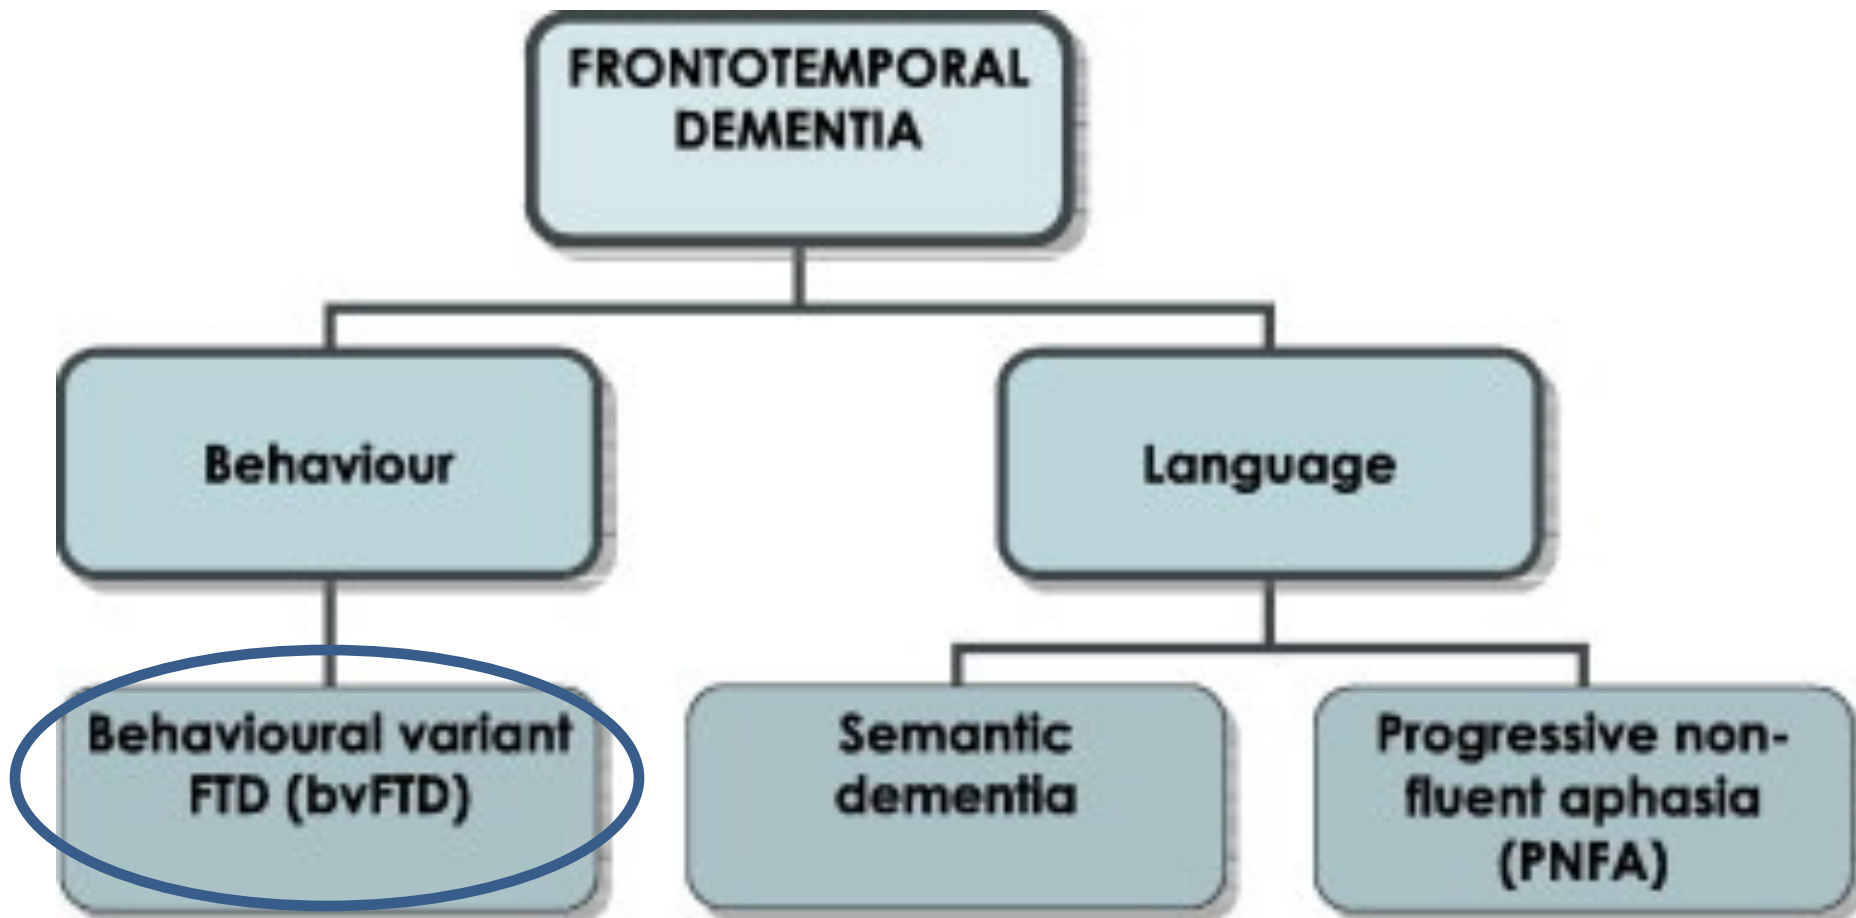 FRONTOTEMPORAL
DEMENTIA
Behaviour
Language
Behavioural variant
FTD (bvFTD)
Semantic
dementia
Progressive non-
fluent aphasia
(PNFA)